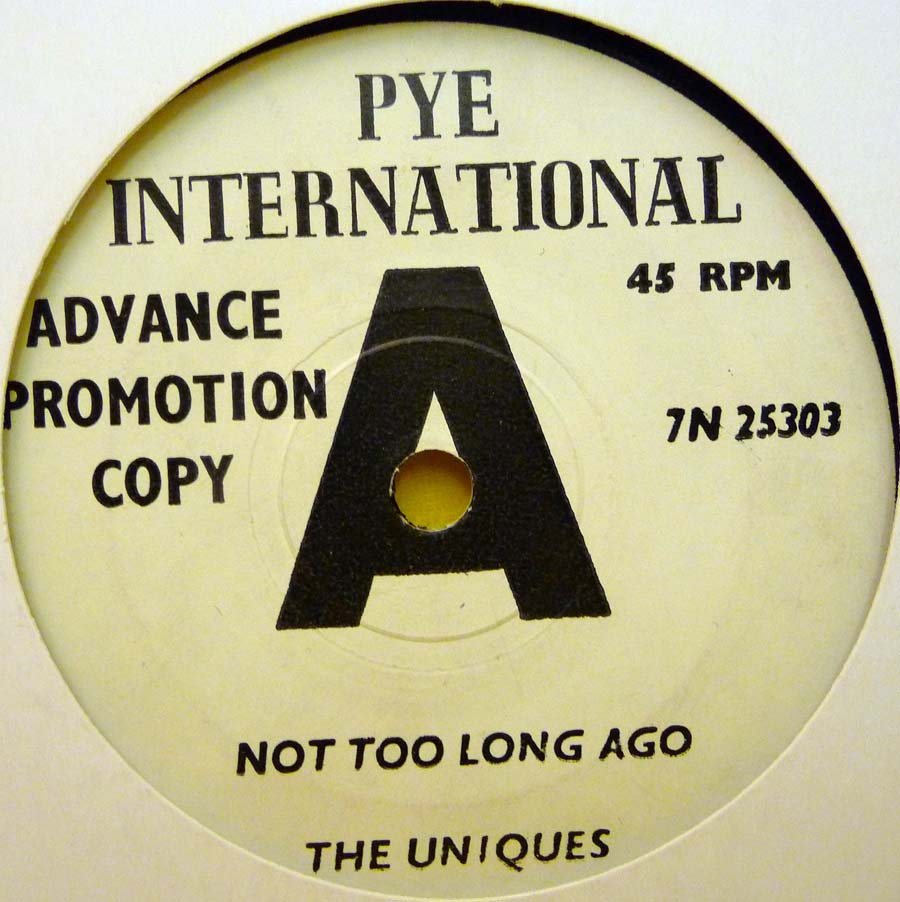 PYE
INTERNATIONAL
45 RPM
ADVANCE
PROMOTION
COPY
A
7N 25303
NOT TOO LONG AGO
THE UNIQUES